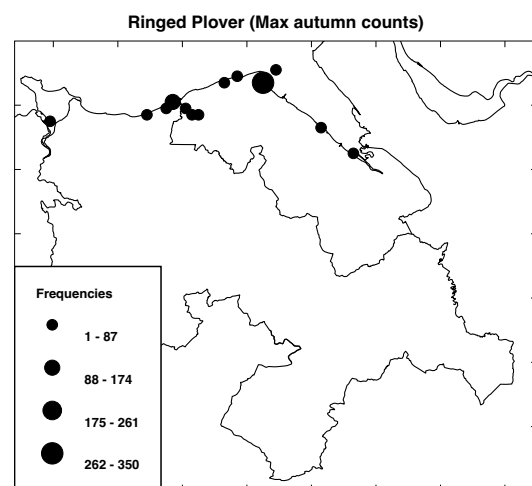 Ringed Plover (Max autumn counts)
Frequencies
1 - 87
88 - 174
175 - 261
262 - 350